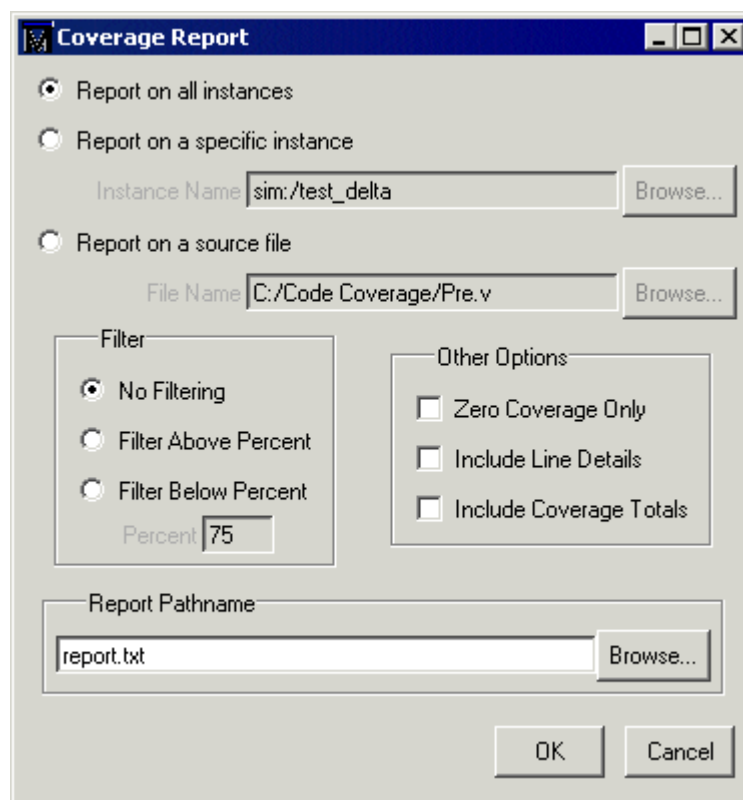 Coverage Report
Report on all instances
Report on a specific instance
Instance Name sim:/test_delta Browse...
Report on a source file
File Name C:/Code Coverage/Pre.v Browse...
Filter
No Filtering
Filter Above Percent
Filter Below Percent
Percent 75
Other Options
Zero Coverage Only
Include Line Details
Include Coverage Totals
Report Pathname
report.txt Browse...
OK Cancel